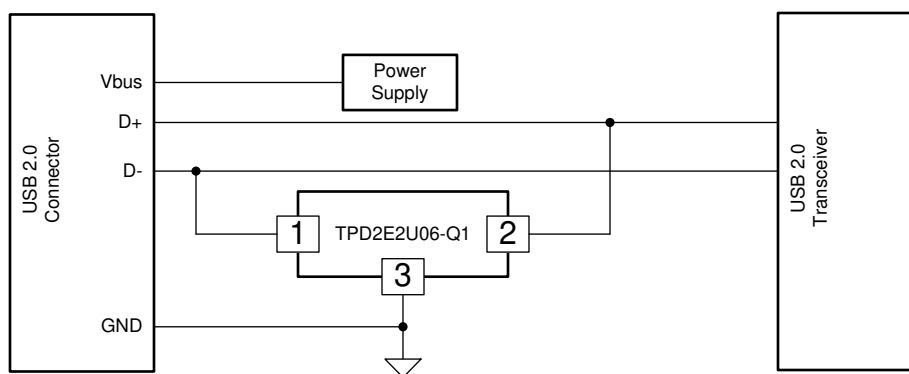 USB 2.0
Connector
Vbus
D+
D-
GND
Power
Supply
1
TPD2E2U06-Q1
2
3
USB 2.0
Transceiver